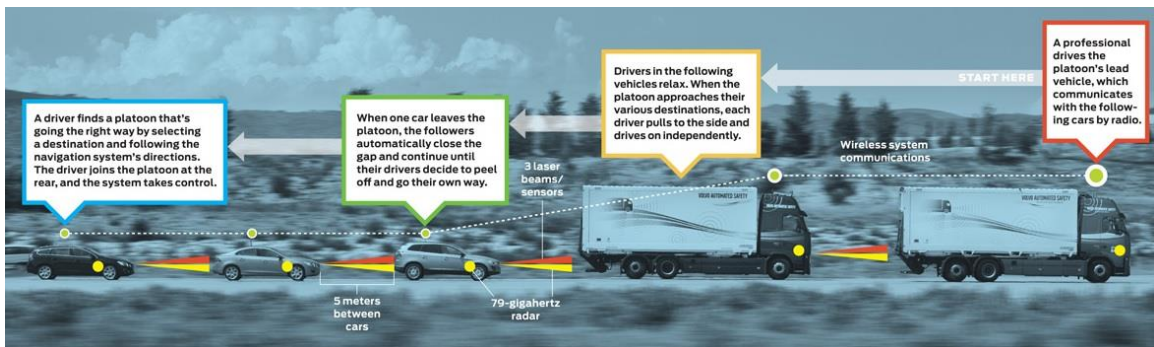 START HERE
A professional
drives the
platoon's lead
vehicle, which
communicates
with the follow-
ing cars by radio.
Drivers in the following
vehicles relax. When the
platoon approaches their
various destinations, each
driver pulls to the side and
drives on independently.
When one car leaves the
platoon, the followers
automatically close the
gap and continue until
their drivers decide to peel
off and go their own way.
A driver finds a platoon that's
going the right way by selecting
a destination and following the
navigation system's directions.
The driver joins the platoon at the
rear, and the system takes control.
Wireless system
communications
3 laser
beams/
sensors
VOLVO AUTOMATED SAFETY
VOLVO AUTOMATED SAFETY
5 meters
between
cars
79-gigahertz
radar